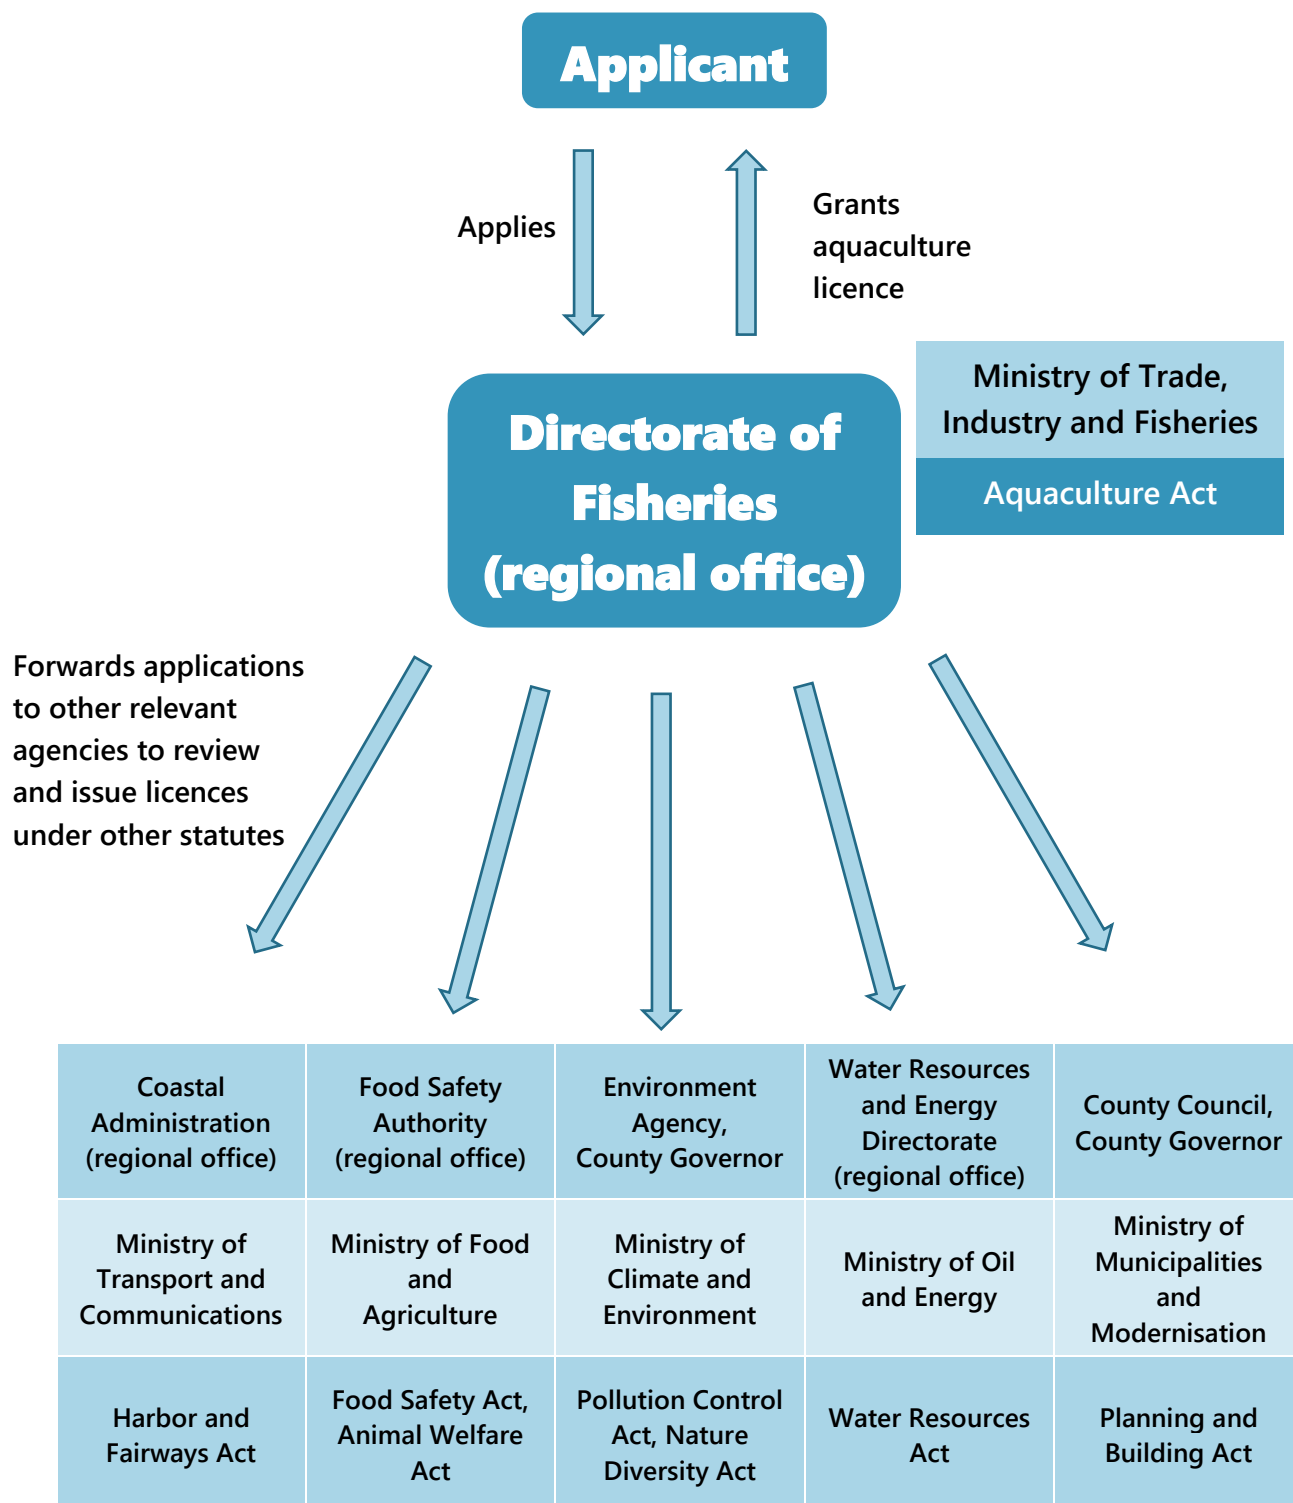 Applicant
Applies
Grants
aquaculture
licence
Directorate of
Fisheries
(regional office)
Ministry of Trade,
Industry and Fisheries
Aquaculture Act
Forwards applications
to other relevant
agencies to review
and issue licences
under other statutes
Coastal
Administration
(regional office)
Food Safety
Authority
(regional office)
Environment
Agency,
County Governor
Water Resources
and Energy
Directorate
(regional office)
County Council,
County Governor
Ministry of
Transport and
Communications
Ministry of Food
and
Agriculture
Ministry of
Climate and
Environment
Ministry of Oil
and Energy
Ministry of
Municipalities
and
Modernisation
Harbor and
Fairways Act
Food Safety Act,
Animal Welfare
Act
Pollution Control
Act, Nature
Diversity Act
Water Resources
Act
Planning and
Building Act